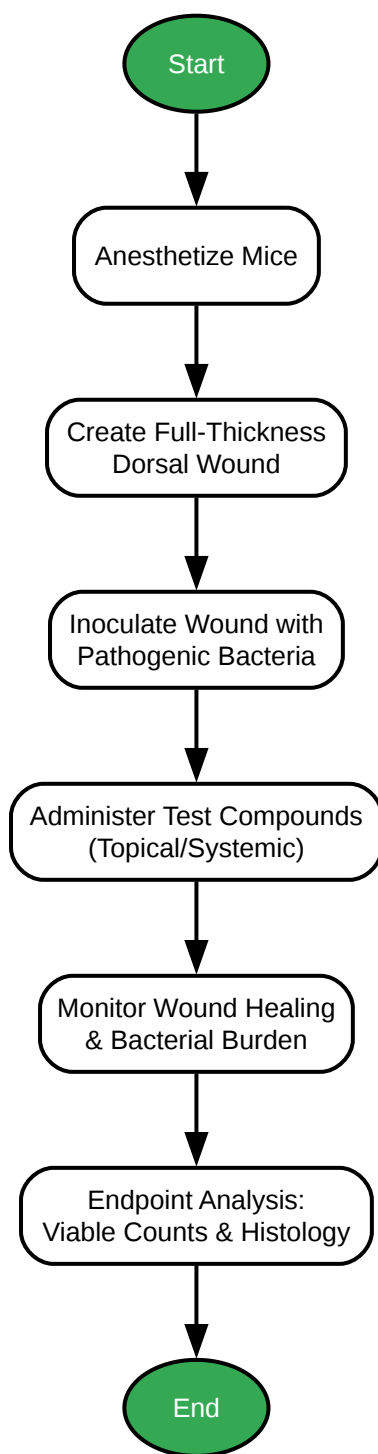 Start
Anesthetize Mice
Create Full-Thickness
Dorsal Wound
Inoculate Wound with
Pathogenic Bacteria
Administer Test Compounds
(Topical/Systemic)
Monitor Wound Healing
& Bacterial Burden
Endpoint Analysis:
Viable Counts & Histology
End